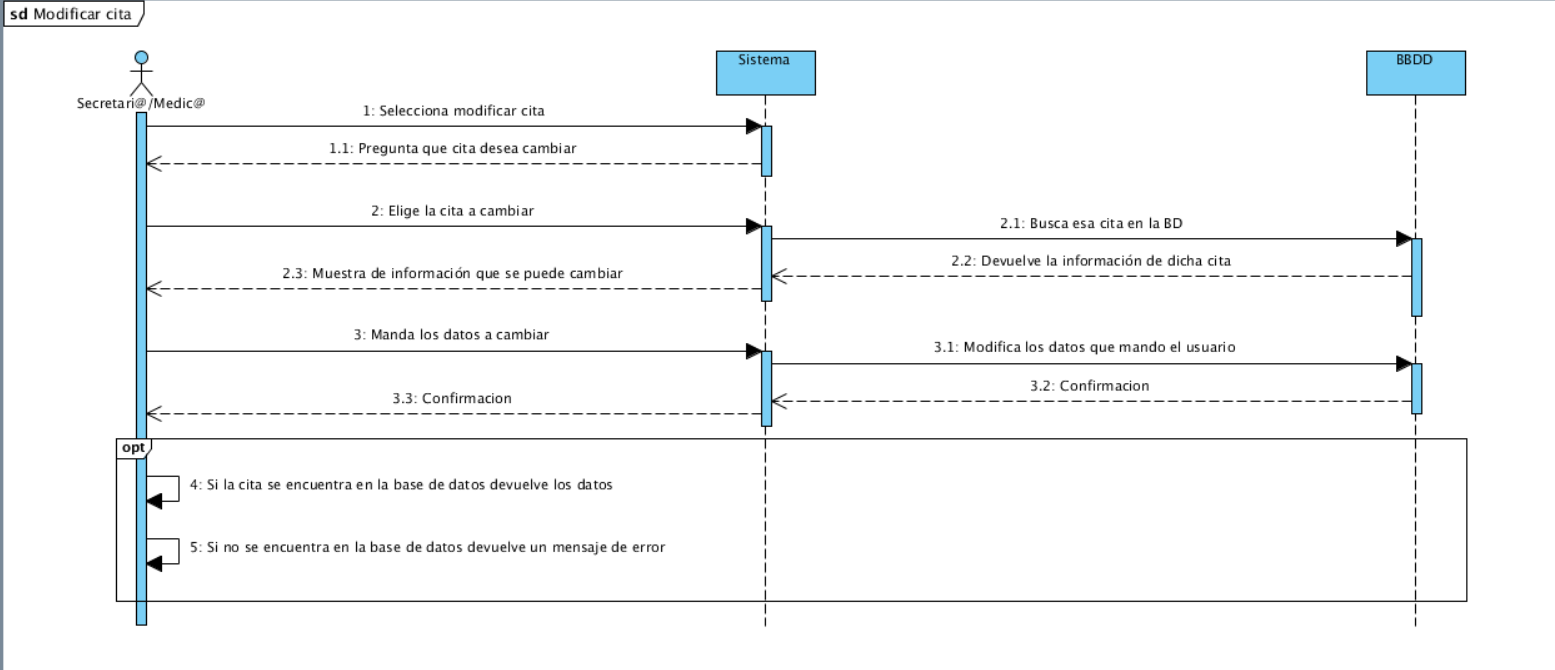 sd Modificar cita
Secretari@/Medic@
Sistema
BBDD
1: Selecciona modificar cita
1.1: Pregunta que cita desea cambiar
2: Elige la cita a cambiar
2.1: Busca esa cita en la BD
2.2: Devuelve la información de dicha cita
2.3: Muestra de información que se puede cambiar
3: Manda los datos a cambiar
3.1: Modifica los datos que mando el usuario
3.2: Confirmacion
3.3: Confirmacion
opt
4: Si la cita se encuentra en la base de datos devuelve los datos
5: Si no se encuentra en la base de datos devuelve un mensaje de error